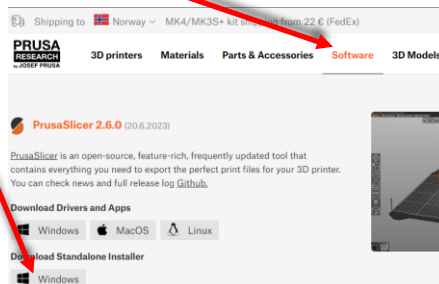 Shipping to Norway MK4/MK3S+ kit shipping from 22 € (FedEx)
PRUSA
RESEARCH
by JOSEF PRUSA
3D printers Materials Parts & Accessories Software 3D Models
PrusaSlicer 2.6.0 (20.6.2023)
PrusaSlicer is an open-source, feature-rich, frequently updated tool that
contains everything you need to export the perfect print files for your 3D printer.
You can check news and full release log Github.
Download Drivers and Apps
Windows MacOS Linux
Download Standalone Installer
Windows